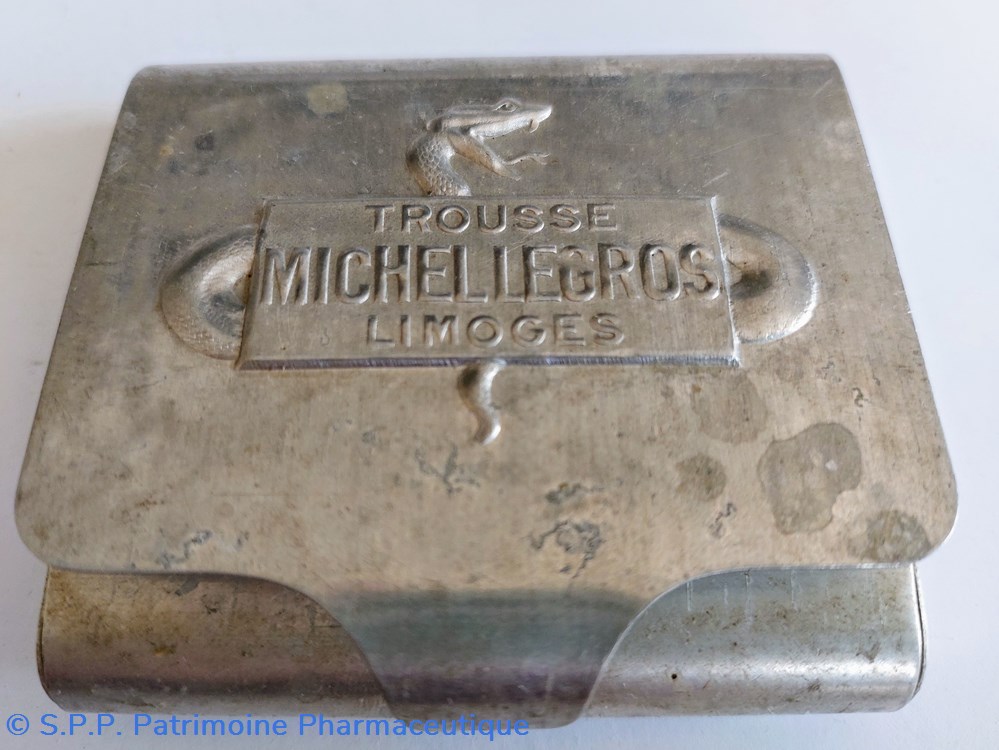 TROUSSE
MICHELLEGROS
LIMOGES
© S.P.P. Patrimoine Pharmaceutique